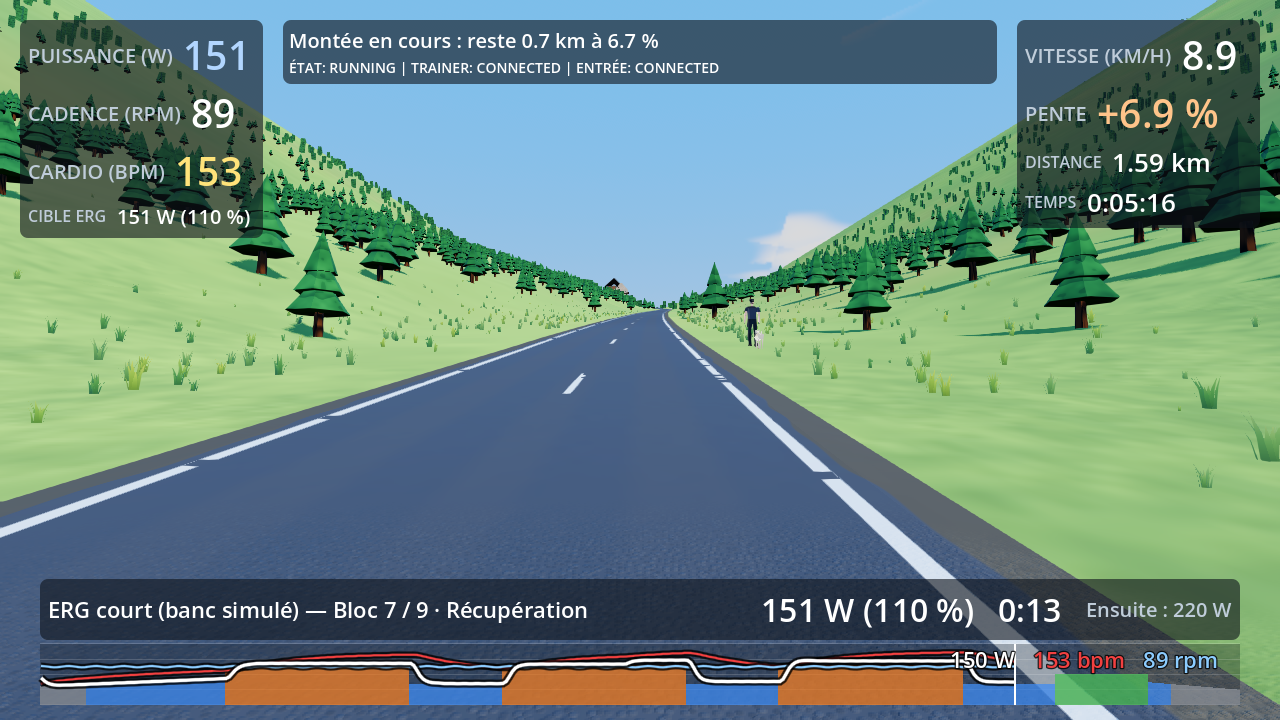 PUISSANCE (W) 151
CADENCE (RPM) 89
CARDIO (BPM) 153
CIBLE ERG 151 W (110 %)
Montée en cours : reste 0.7 km à 6.7 %
ÉTAT: RUNNING | TRAINER: CONNECTED | ENTRÉE: CONNECTED
VITESSE (KM/H) 8.9
PENTE +6.9 %
DISTANCE 1.59 km
TEMPS 0:05:16
ERG court (banc simulé) — Bloc 7 / 9 · Récupération 151 W (110 %) 0:13 Ensuite : 220 W
150 W 153 bpm 89 rpm